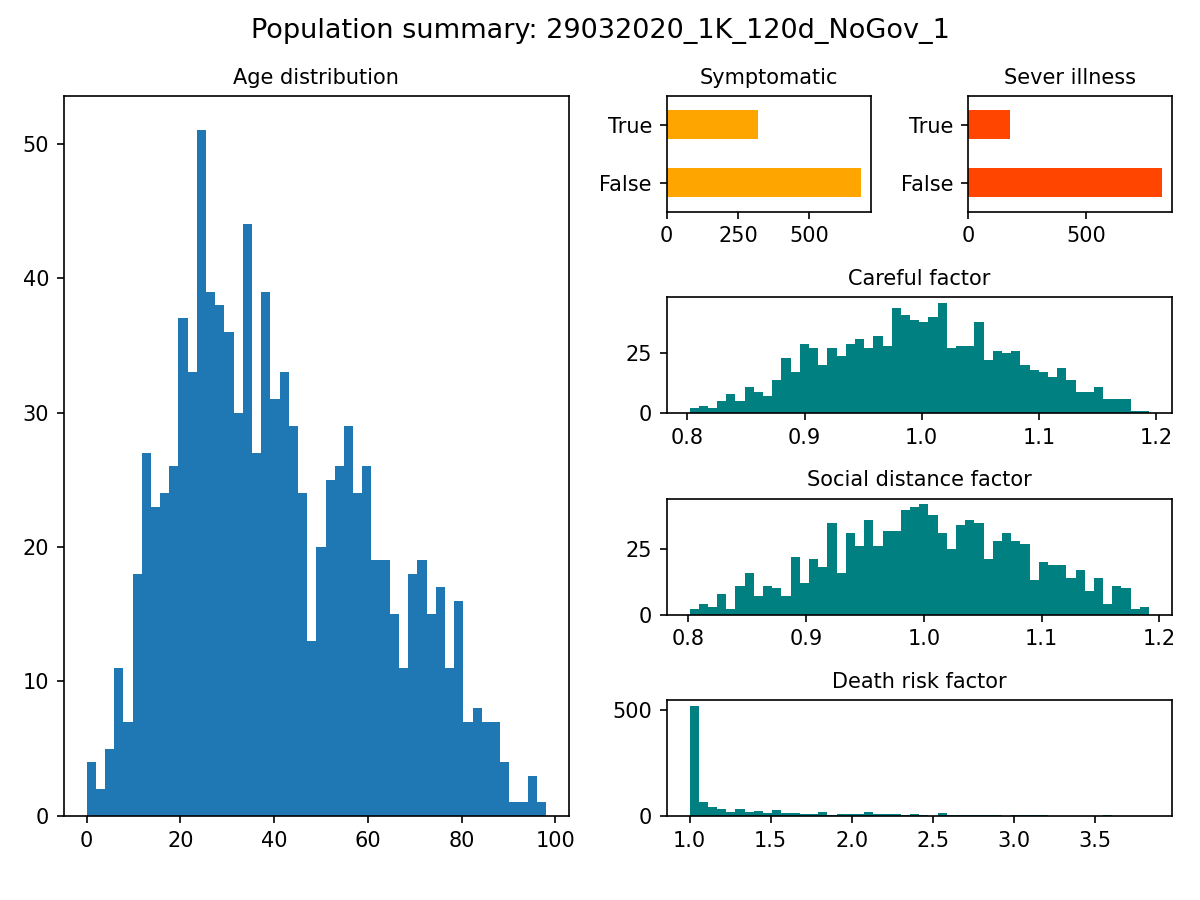 Population summary: 29032020_1K_120d_NoGov_1
Age distribution
50
40
30
20
10
0
0 20 40 60 80 100
Symptomatic
True
False
0 250 500
Sever illness
True
False
0 500
Careful factor
25
0
0.8 0.9 1.0 1.1 1.2
Social distance factor
25
0
0.8 0.9 1.0 1.1 1.2
Death risk factor
500
0
1.0 1.5 2.0 2.5 3.0 3.5